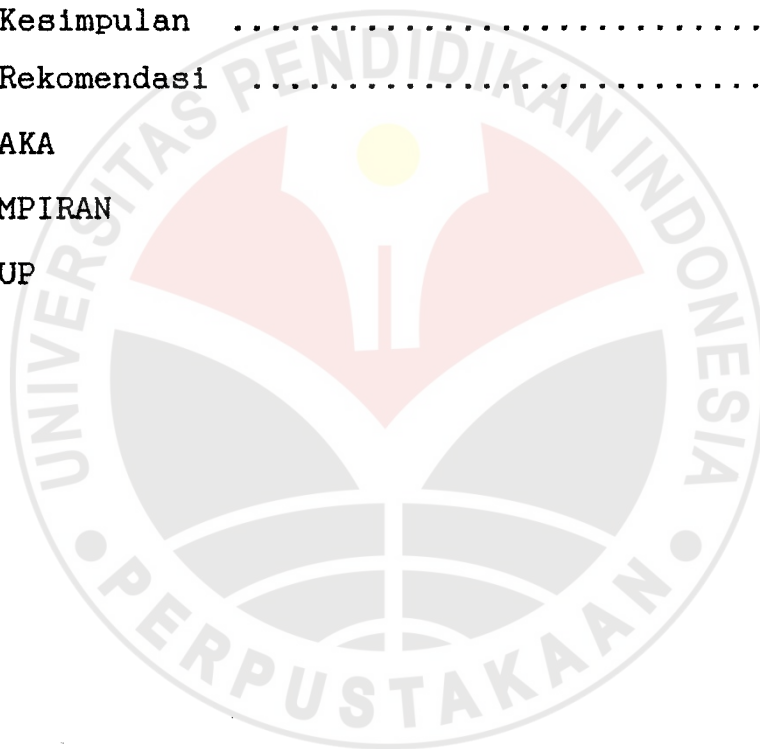 Kesimpulan ............................
Rekomendasi ...........................
AKA
MPIRAN
UP
UNIVERSITAS PENDIDIKAN INDONESIA
PERPUSTAKAAN